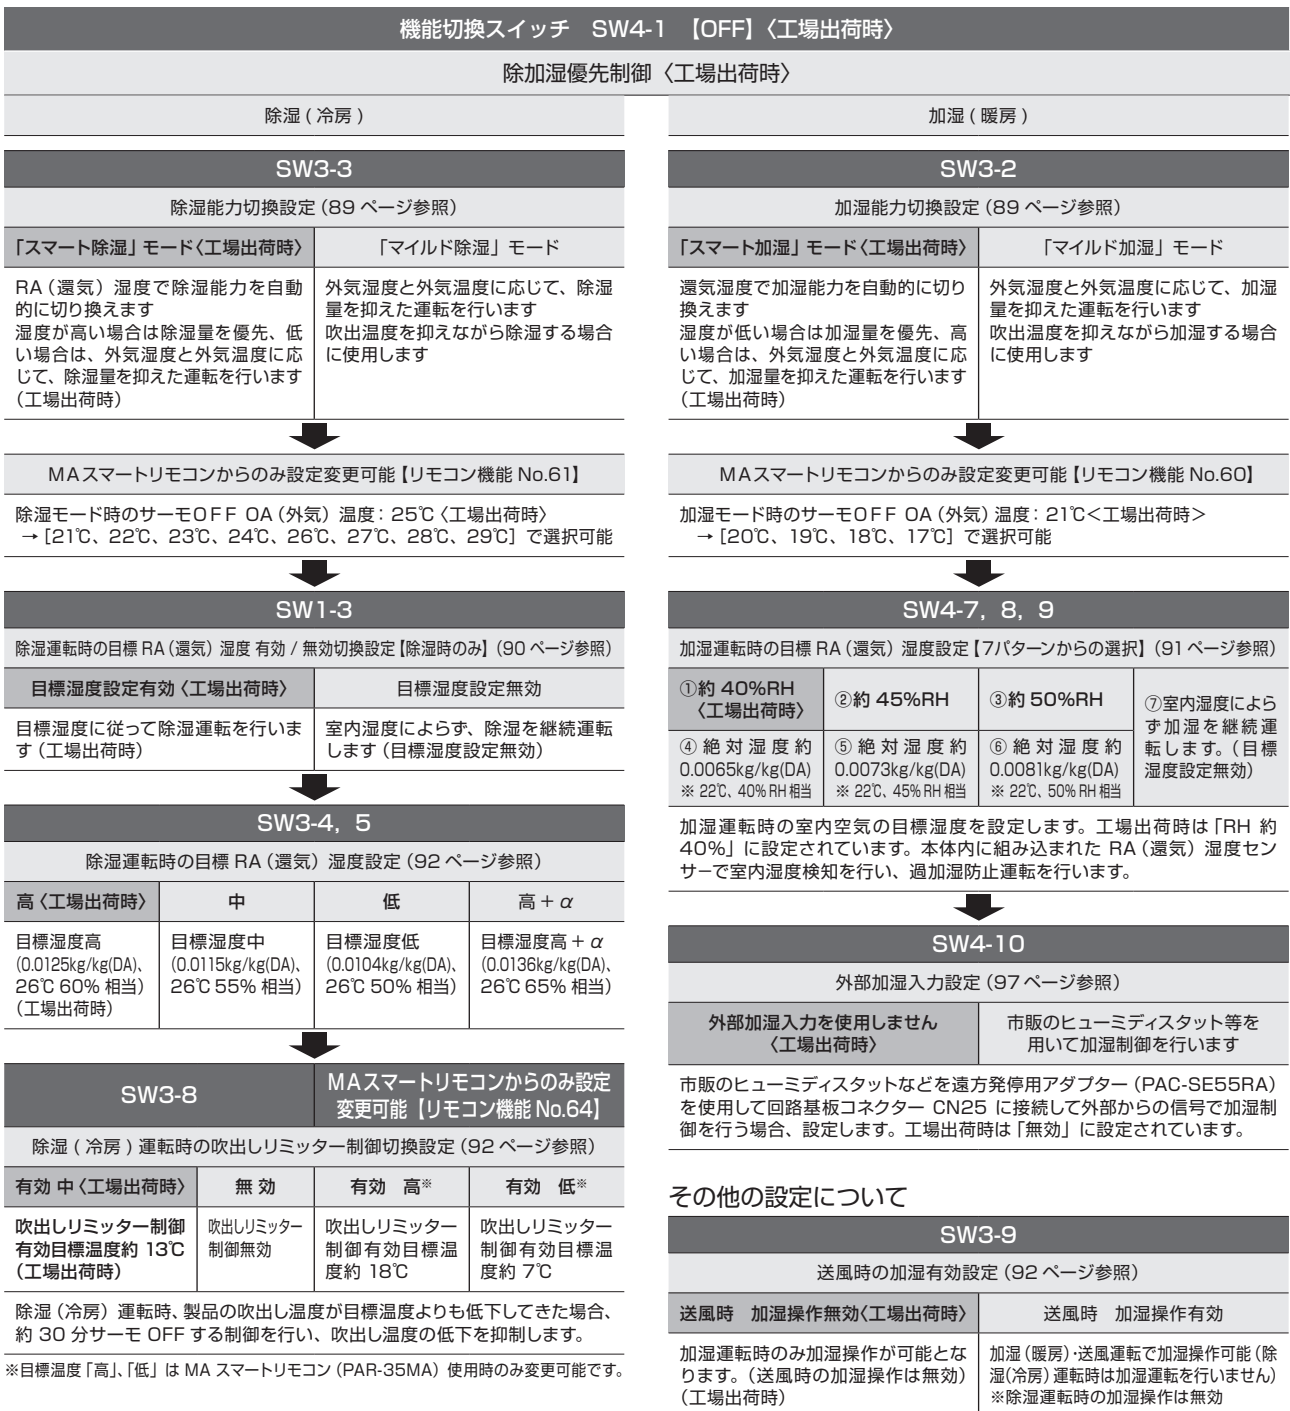 機能切換スイッチ　SW4-1　【OFF】〈工場出荷時〉
除加湿優先制御〈工場出荷時〉
除湿 ( 冷房 )
SW3-3
除湿能力切換設定（89 ページ参照）
「スマート除湿」モード〈工場出荷時〉
「マイルド除湿」モード
RA（還気）湿度で除湿能力を自動
的に切り換えます
湿度が高い場合は除湿量を優先、低
い場合は、外気湿度と外気温度に応
じて、除湿量を抑えた運転を行います
（工場出荷時）
外気湿度と外気温度に応じて、除湿
量を抑えた運転を行います
吹出温度を抑えながら除湿する場合
に使用します
MAスマートリモコンからのみ設定変更可能【リモコン機能 No.61】
除湿モード時のサーモOFF OA（外気）温度：25℃〈工場出荷時〉
→［21℃、22℃、23℃、24℃、26℃、27℃、28℃、29℃］で選択可能
SW1-3
除湿運転時の目標 RA（還気）湿度 有効 / 無効切換設定【除湿時のみ】（90 ページ参照）
目標湿度設定有効〈工場出荷時〉
目標湿度設定無効
目標湿度に従って除湿運転を行いま
す（工場出荷時）
室内湿度によらず、除湿を継続運転
します（目標湿度設定無効）
SW3-4，5
除湿運転時の目標 RA（還気）湿度設定（92 ページ参照）
高〈工場出荷時〉
中
低
高 + α
目標湿度高
(0.0125kg/kg(DA)、
26℃ 60% 相当）
（工場出荷時）
目標湿度中
(0.0115kg/kg(DA)、
26℃ 55% 相当）
目標湿度低
(0.0104kg/kg(DA)、
26℃ 50% 相当）
目標湿度高 + α
(0.0136kg/kg(DA)、
26℃ 65% 相当）
SW3-8
MAスマートリモコンからのみ設定
変更可能【リモコン機能 No.64】
除湿 ( 冷房 ) 運転時の吹出しリミッター制御切換設定（92 ページ参照）
有効 中〈工場出荷時〉
無 効
有効　高※
有効　低※
吹出しリミッター制御
有効目標温度約 13℃
（工場出荷時）
吹出しリミッター
制御無効
吹出しリミッター
制御有効目標温
度約 18℃
吹出しリミッター
制御有効目標温
度約 7℃
除湿（冷房）運転時、製品の吹出し温度が目標温度よりも低下してきた場合、
約 30 分サーモ OFF する制御を行い、吹出し温度の低下を抑制します。
※目標温度「高」、「低」は MA スマートリモコン（PAR-35MA）使用時のみ変更可能です。
加湿 ( 暖房 )
SW3-2
加湿能力切換設定（89 ページ参照）
「スマート加湿」モード〈工場出荷時〉
「マイルド加湿」モード
還気湿度で加湿能力を自動的に切り
換えます
湿度が低い場合は加湿量を優先、高
い場合は、外気湿度と外気温度に応
じて、加湿量を抑えた運転を行います
（工場出荷時）
外気湿度と外気温度に応じて、加湿
量を抑えた運転を行います
吹出温度を抑えながら加湿する場合
に使用します
MAスマートリモコンからのみ設定変更可能【リモコン機能 No.60】
加湿モード時のサーモOFF OA（外気）温度：21℃＜工場出荷時＞
→［20℃、19℃、18℃、17℃］で選択可能
SW4-7，8，9
加湿運転時の目標 RA（還気）湿度設定【7パターンからの選択】（91 ページ参照）
①約 40%RH
〈工場出荷時〉
②約 45%RH
③約 50%RH
⑦室内湿度によら
ず加湿を継続運
転します。（目標
湿度設定無効）
④ 絶対湿度約
0.0065kg/kg(DA)
※ 22℃、40% RH 相当
⑤ 絶対湿度約
0.0073kg/kg(DA)
※ 22℃、45% RH 相当
⑥ 絶対湿度約
0.0081kg/kg(DA)
※ 22℃、50% RH 相当
加湿運転時の室内空気の目標湿度を設定します。工場出荷時は「RH 約
40%」に設定されています。本体内に組み込まれた RA（還気）湿度セン
サーで室内湿度検知を行い、過加湿防止運転を行います。
SW4-10
外部加湿入力設定（97ページ参照）
外部加湿入力を使用しません
〈工場出荷時〉
市販のヒューミディスタット等を
用いて加湿制御を行います
市販のヒューミディスタットなどを遠方発停用アダプター（PAC-SE55RA）
を使用して回路基板コネクター CN25 に接続して外部からの信号で加湿制
御を行う場合、設定します。工場出荷時は「無効」に設定されています。
その他の設定について
SW3-9
送風時の加湿有効設定（92 ページ参照）
送風時　加湿操作無効〈工場出荷時〉
送風時　加湿操作有効
加湿運転時のみ加湿操作が可能とな
ります。（送風時の加湿操作は無効）
（工場出荷時）
加湿（暖房）・送風運転で加湿操作可能（除
湿（冷房）運転時は加湿運転を行いません）
※除湿運転時の加湿操作は無効